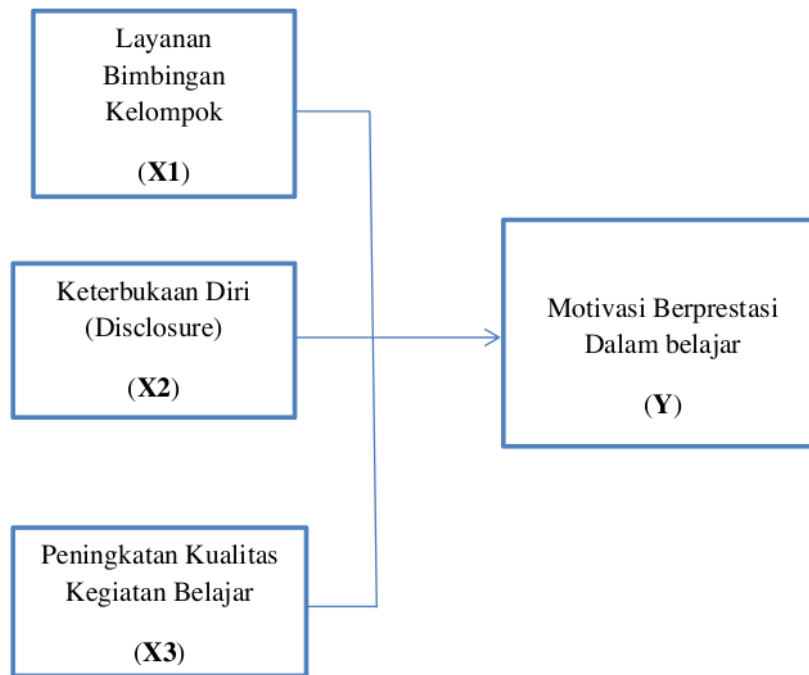 Layanan
Bimbingan
Kelompok
(X1)
Keterbukaan Diri
(Disclosure)
(X2)
Motivasi Berprestasi
Dalam belajar
(Y)
Peningkatan Kualitas
Kegiatan Belajar
(X3)